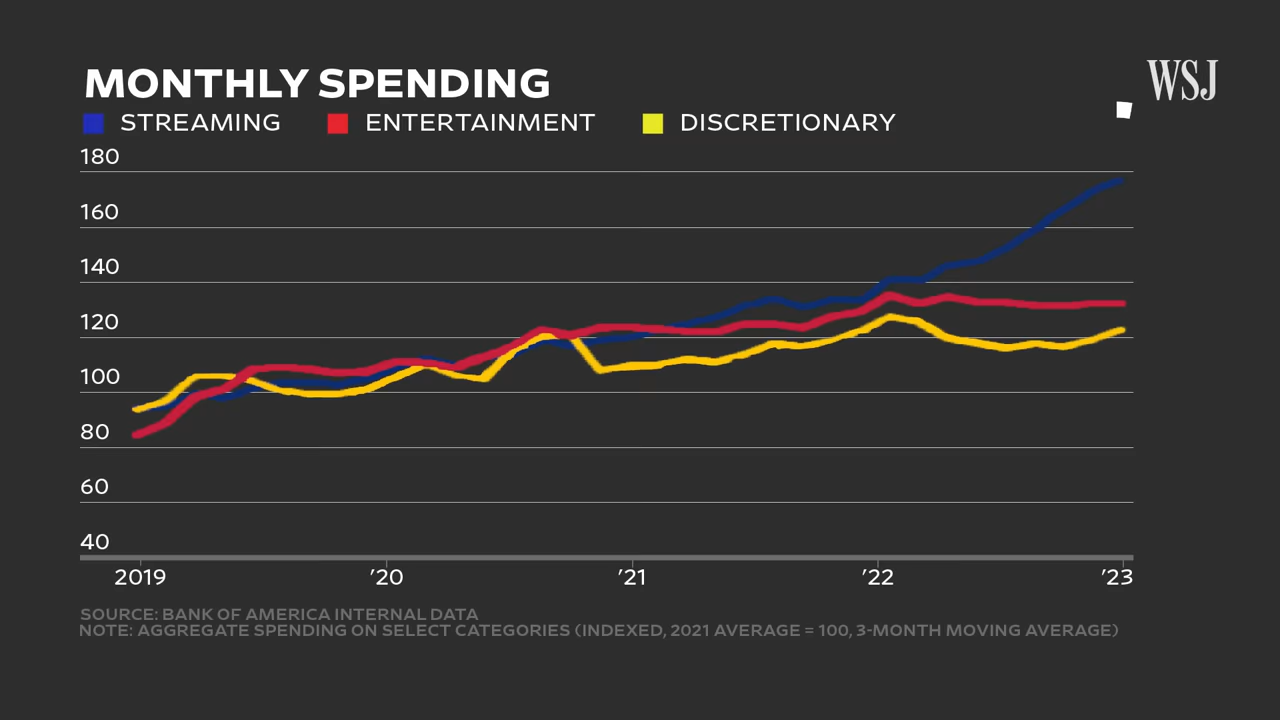 MONTHLY SPENDING
WSJ
STREAMING ENTERTAINMENT DISCRETIONARY
180
160
140
120
100
80
60
40
2019 ’20 ’21 ’22 ’23
SOURCE: BANK OF AMERICA INTERNAL DATA
NOTE: AGGREGATE SPENDING ON SELECT CATEGORIES (INDEXED, 2021 AVERAGE = 100, 3-MONTH MOVING AVERAGE)